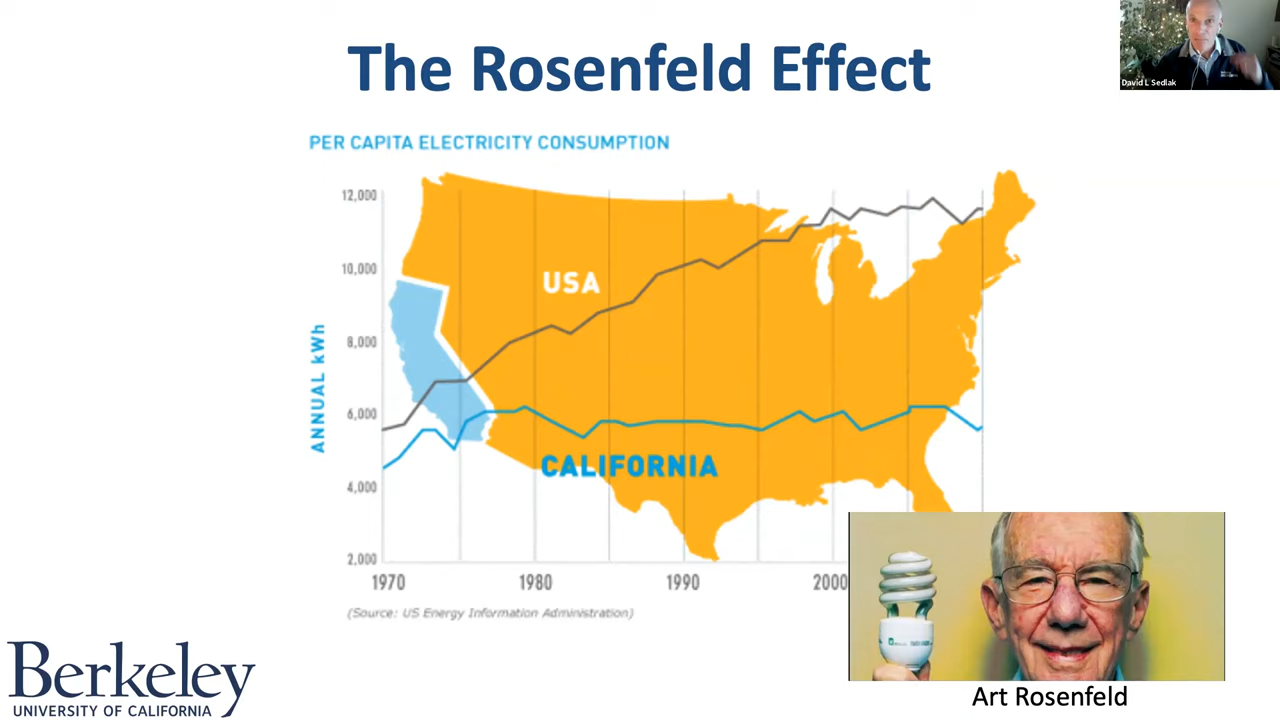 The Rosenfeld Effect
David L Sedlak
PER CAPITA ELECTRICITY CONSUMPTION
12,000
10,000
8,000
6,000
4,000
2,000
ANNUAL kWh
USA
CALIFORNIA
1970
1980
1990
2000
(Source: US Energy Information Administration)
Berkeley
UNIVERSITY OF CALIFORNIA
Art Rosenfeld